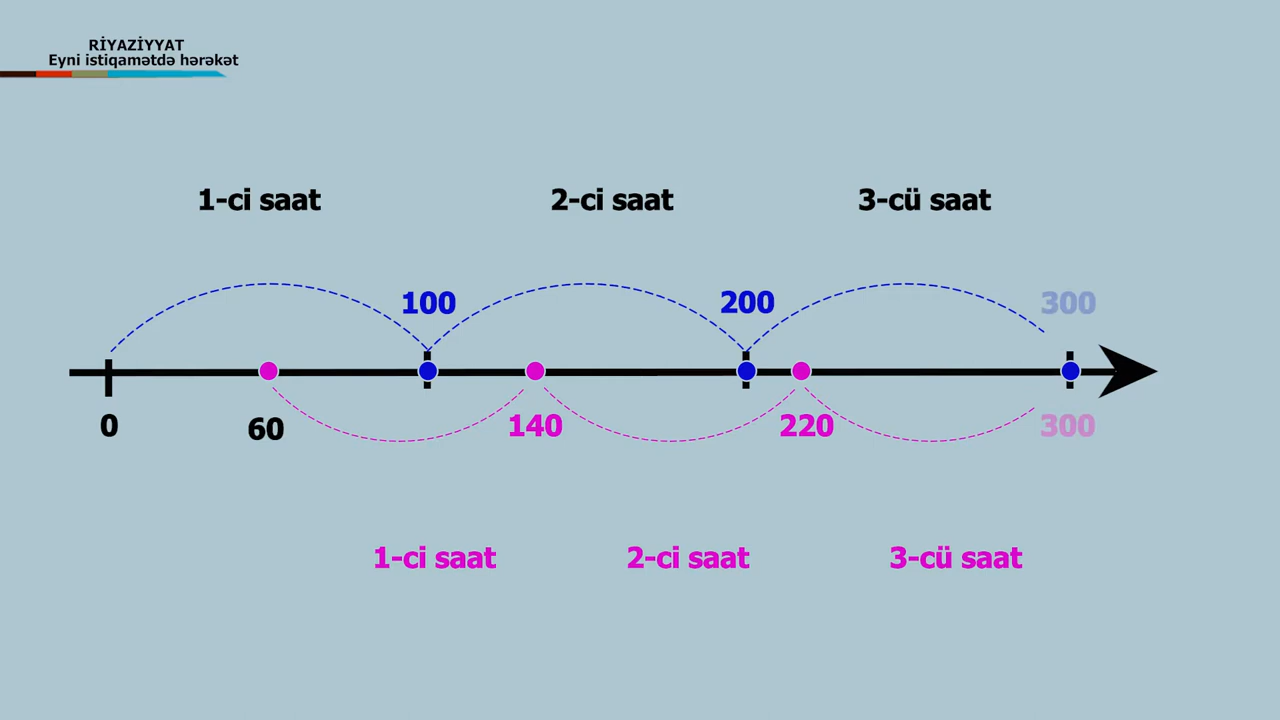 RİYAZİYYAT
Eyni istiqamətdə hərəkət
1-ci saat 2-ci saat 3-cü saat
100 200 300
0 60 140 220 300
1-ci saat 2-ci saat 3-cü saat